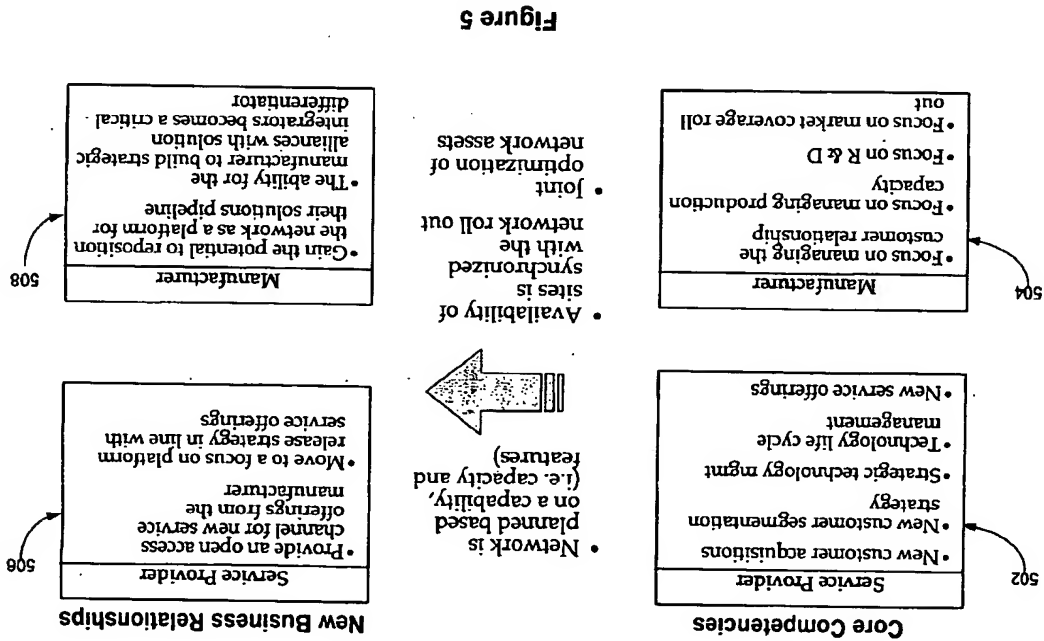 Core Competencies
Service Provider
• New customer acquisitions
• New customer segmentation
strategy
• Strategic technology mgmt
• Technology life cycle
management
• New service offerings
502
Manufacturer
• Focus on managing the
customer relationship
• Focus on managing production
capacity
• Focus on R & D
• Focus on market coverage roll
out
504
• Network is
planned based
on a capability,
(i.e. capacity and
features)
• Availability of
sites is
synchronized
with the
network roll out
• Joint
optimization of
network assets
New Business Relationships
Service Provider
• Provide an open access
channel for new service
offerings from the
manufacturer
• Move to a focus on platform
release strategy in line with
service offerings
506
Manufacturer
• Gain the potential to reposition
the network as a platform for
their solutions pipeline
• The ability for the
manufacturer to build strategic
alliances with solution
integrators becomes a critical
differentiator
508
Figure 5